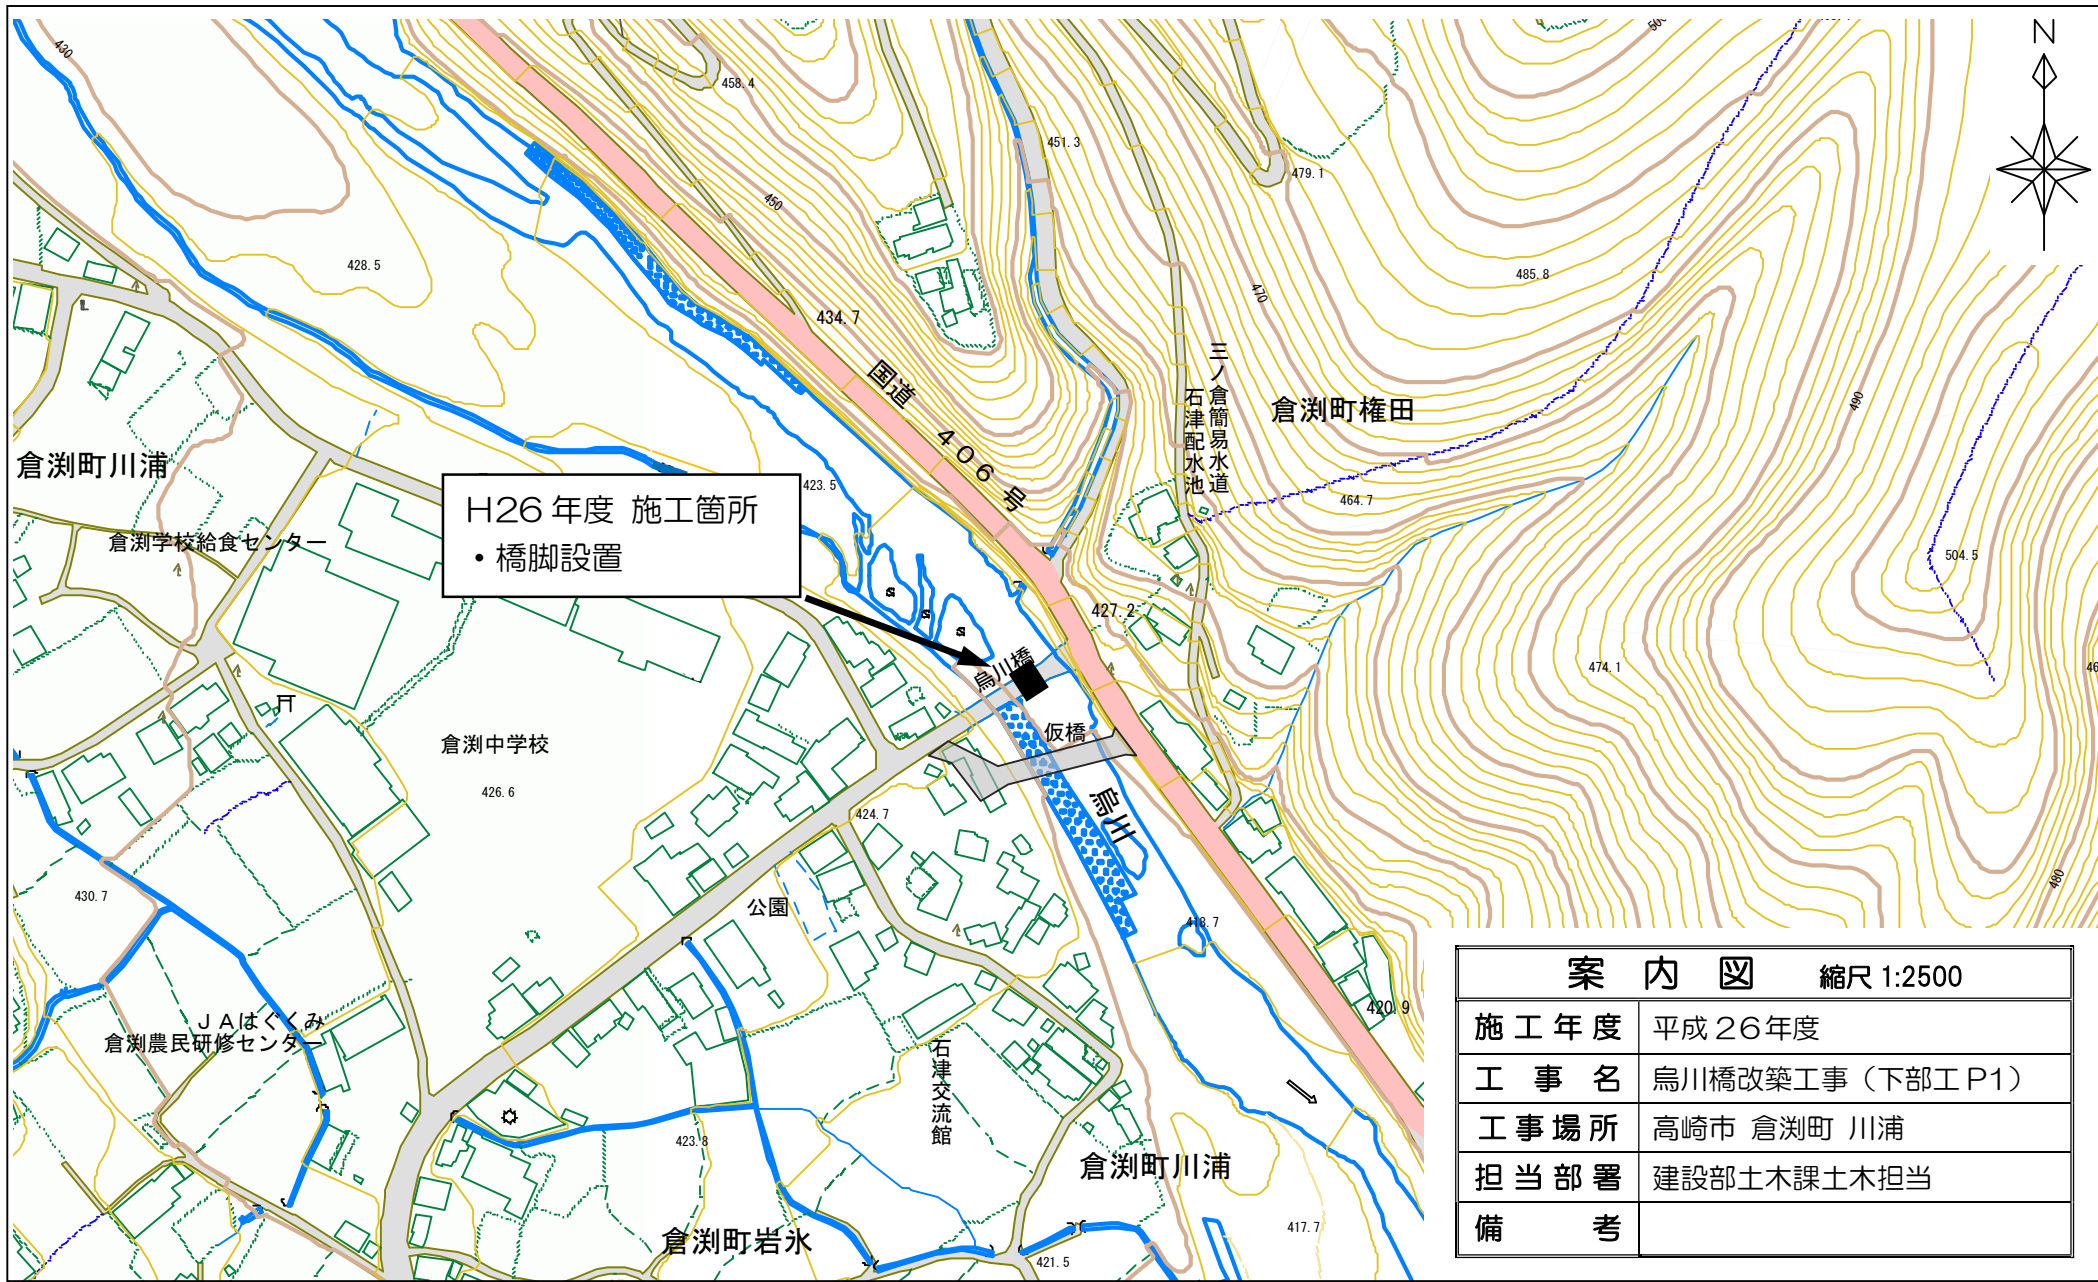 430
458.4
451.3
479.1
500
450
428.5
470
485.8
434.7
国道 406 号
三ノ倉簡易水道
石津配水池
倉渕町権田
490
倉渕町川浦
423.5
464.7
H26年度 施工箇所
・橋脚設置
倉渕学校給食センター
504.5
427.2
烏川橋
474.1
46
仮橋
倉渕中学校
426.6
烏川
424.7
430.7
公園
418.7
480
N
420.9
JAはぐくみ
倉渕農民研修センター
石津交流館
423.8
倉渕町川浦
倉渕町岩氷
421.5
417.7
案内図 縮尺 1:2500
施工年度 平成26年度
工事名 烏川橋改築工事(下部工P1)
工事場所 高崎市 倉渕町 川浦
担当部署 建設部土木課土木担当
備考